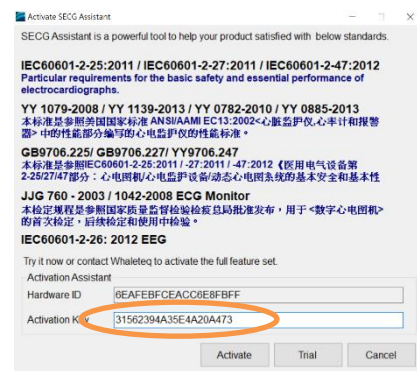 Activate SECG Assistant
SECG Assistant is a powerful tool to help your product satisfied with below standards.
IEC60601-2-25:2011 / IEC60601-2-27:2011 / IEC60601-2-47:2012
Particular requirements for the basic safety and essential performance of
electrocardiographs.
YY 1079-2008 / YY 1139-2013 / YY 0782-2010 / YY 0885-2013
本标准是参照美国国家标准 ANSI/AAMI EC13:2002<心脏监护仪,心率计和报警
器> 中的性能部分编写的心电监护仪的性能标准。
GB9706.225/ GB9706.227/ YY9706.247
本标准是参照IEC60601-2-25:2011 /-27:2011 / -47:2012《医用电气设备第
2-25/27/47部分：心电图机/心电监护设备/动态心电图系统的基本安全和基本性
JJG 760 - 2003 / 1042-2008 ECG Monitor
本检定规程是参照国家质量监督检验检疫总局批准发布，用于 <数字心电图机>
的首次检定，后续检定和使用中检验。
IEC60601-2-26: 2012 EEG
Try it now or contact Whaleteq to activate the full feature set.
Activation Assistant
Hardware ID 6EAFEBFCEACC6E8FBFF
Activation Key 31562394A35E4A20A473
Activate Trial Cancel